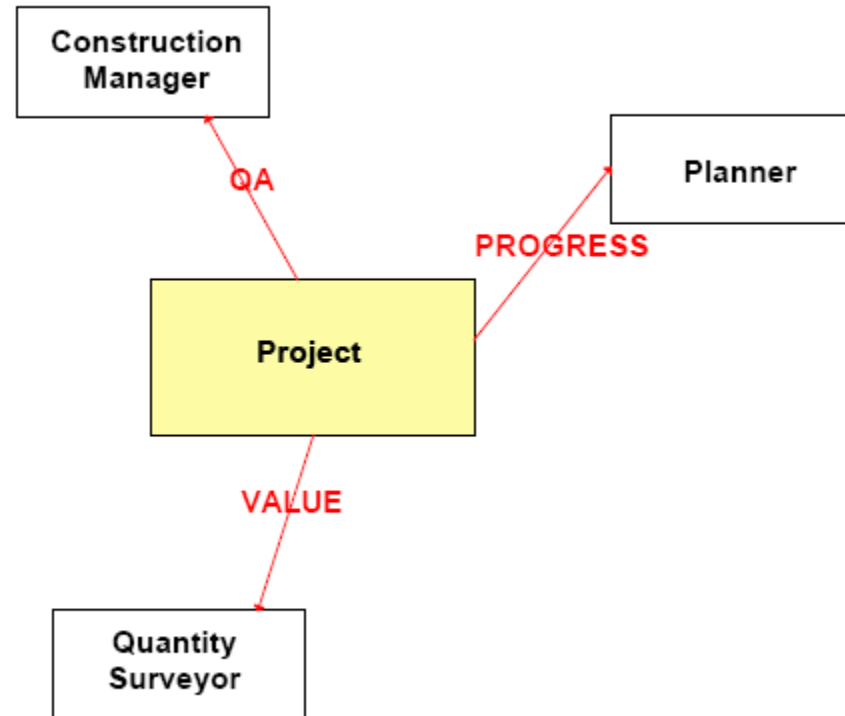 Construction
Manager
QA
Planner
PROGRESS
Project
VALUE
Quantity
Surveyor